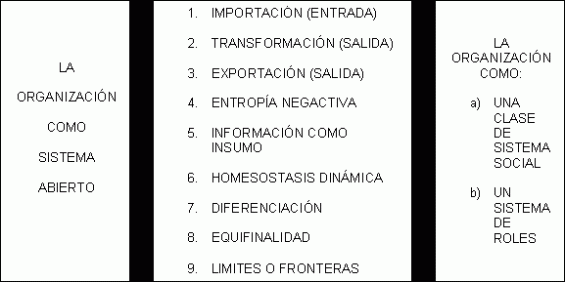 LA
ORGANIZACIÓN
COMO
SISTEMA
ABIERTO
1. IMPORTACIÓN (ENTRADA)
2. TRANSFORMACIÓN (SALIDA)
3. EXPORTACIÓN (SALIDA)
4. ENTROPÍA NEGACTIVA
5. INFORMACIÓN COMO
INSUMO
6. HOMESOSTASIS DINÁMICA
7. DIFERENCIACIÓN
8. EQUIFINALIDAD
9. LIMITES O FRONTERAS
LA
ORGANIZACIÓN
COMO:
a) UNA
CLASE
DE
SISTEMA
SOCIAL
b) UN
SISTEMA
DE
ROLES